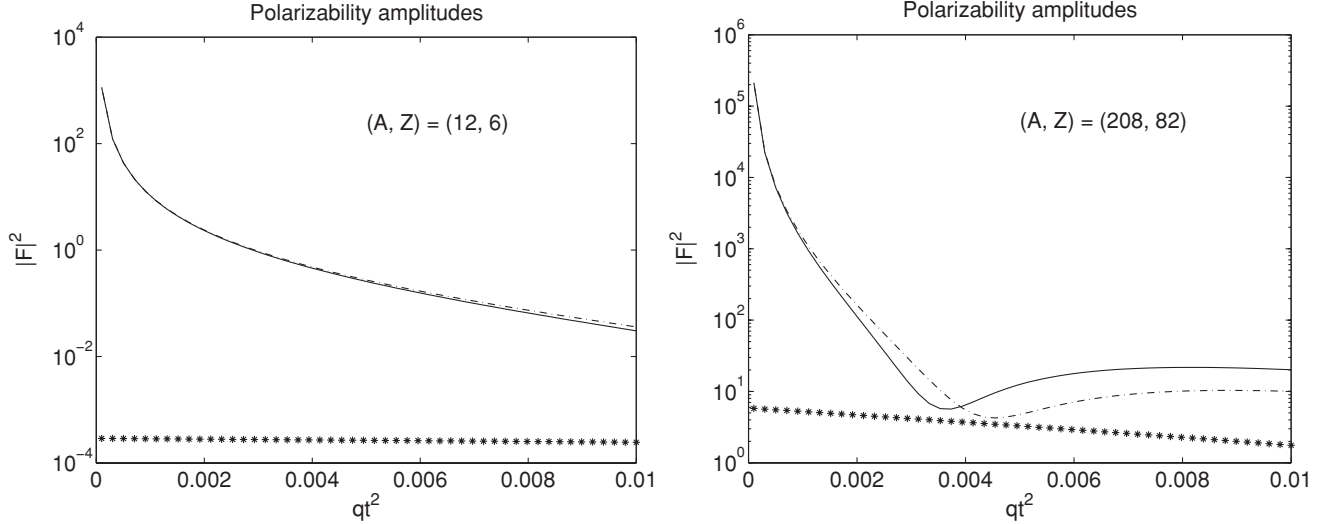 Polarizability amplitudes
10^4
10^2
10^0
10^-2
10^-4
|F|^2
(A, Z) = (12, 6)
0 0.002 0.004 0.006 0.008 0.01
qt^2
Polarizability amplitudes
10^6
10^5
10^4
10^3
10^2
10^1
10^0
|F|^2
(A, Z) = (208, 82)
0 0.002 0.004 0.006 0.008 0.01
qt^2